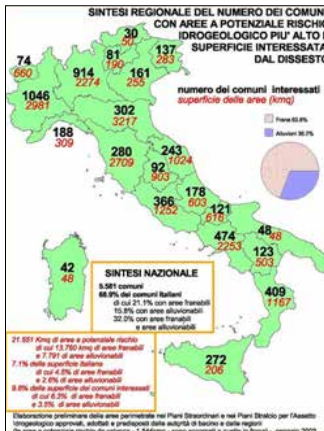 SINTESI REGIONALE DEL NUMERO DEI COMUNI
CON AREE A POTENZIALE RISCHIO
IDROGEOLOGICO PIU' ALTO E
SUPERFICIE INTERESSATA
DAL DISSESTO
numero dei comuni interessati
superficie delle aree (kmq)
Frane 63.8%
Alluvioni 36.2%
30
50
74
660
81
190
137
283
914
2274
161
255
1046
2981
302
3217
188
309
280
2709
243
1024
92
903
366
1252
178
603
121
616
474
2253
48
48
123
503
42
48
409
1167
272
206
SINTESI NAZIONALE
5.581 comuni
68.9% dei comuni italiani
di cui 21.1% con aree franabili
15.8% con aree alluvionabili
32.0% con aree franabili
e aree alluvionabili
21.551 Kmq di aree a potenziale rischio
di cui 13.760 kmq di aree franabili
e 7.791 di aree alluvionabili
7.1% della superficie italiana
di cui 4.5% di aree franabili
e 2.6% di aree alluvionabili
9.8% della superficie dei comuni interessati
di cui 6.3% di aree franabili
e 3.5% di aree alluvionabili
Elaborazione preliminare delle aree perimetrate nei Piani Straordinari e nei Piani Stralcio per l'Assetto
Idrogeologico approvati, adottati e predisposti dalle autorità di bacino e dalle regioni